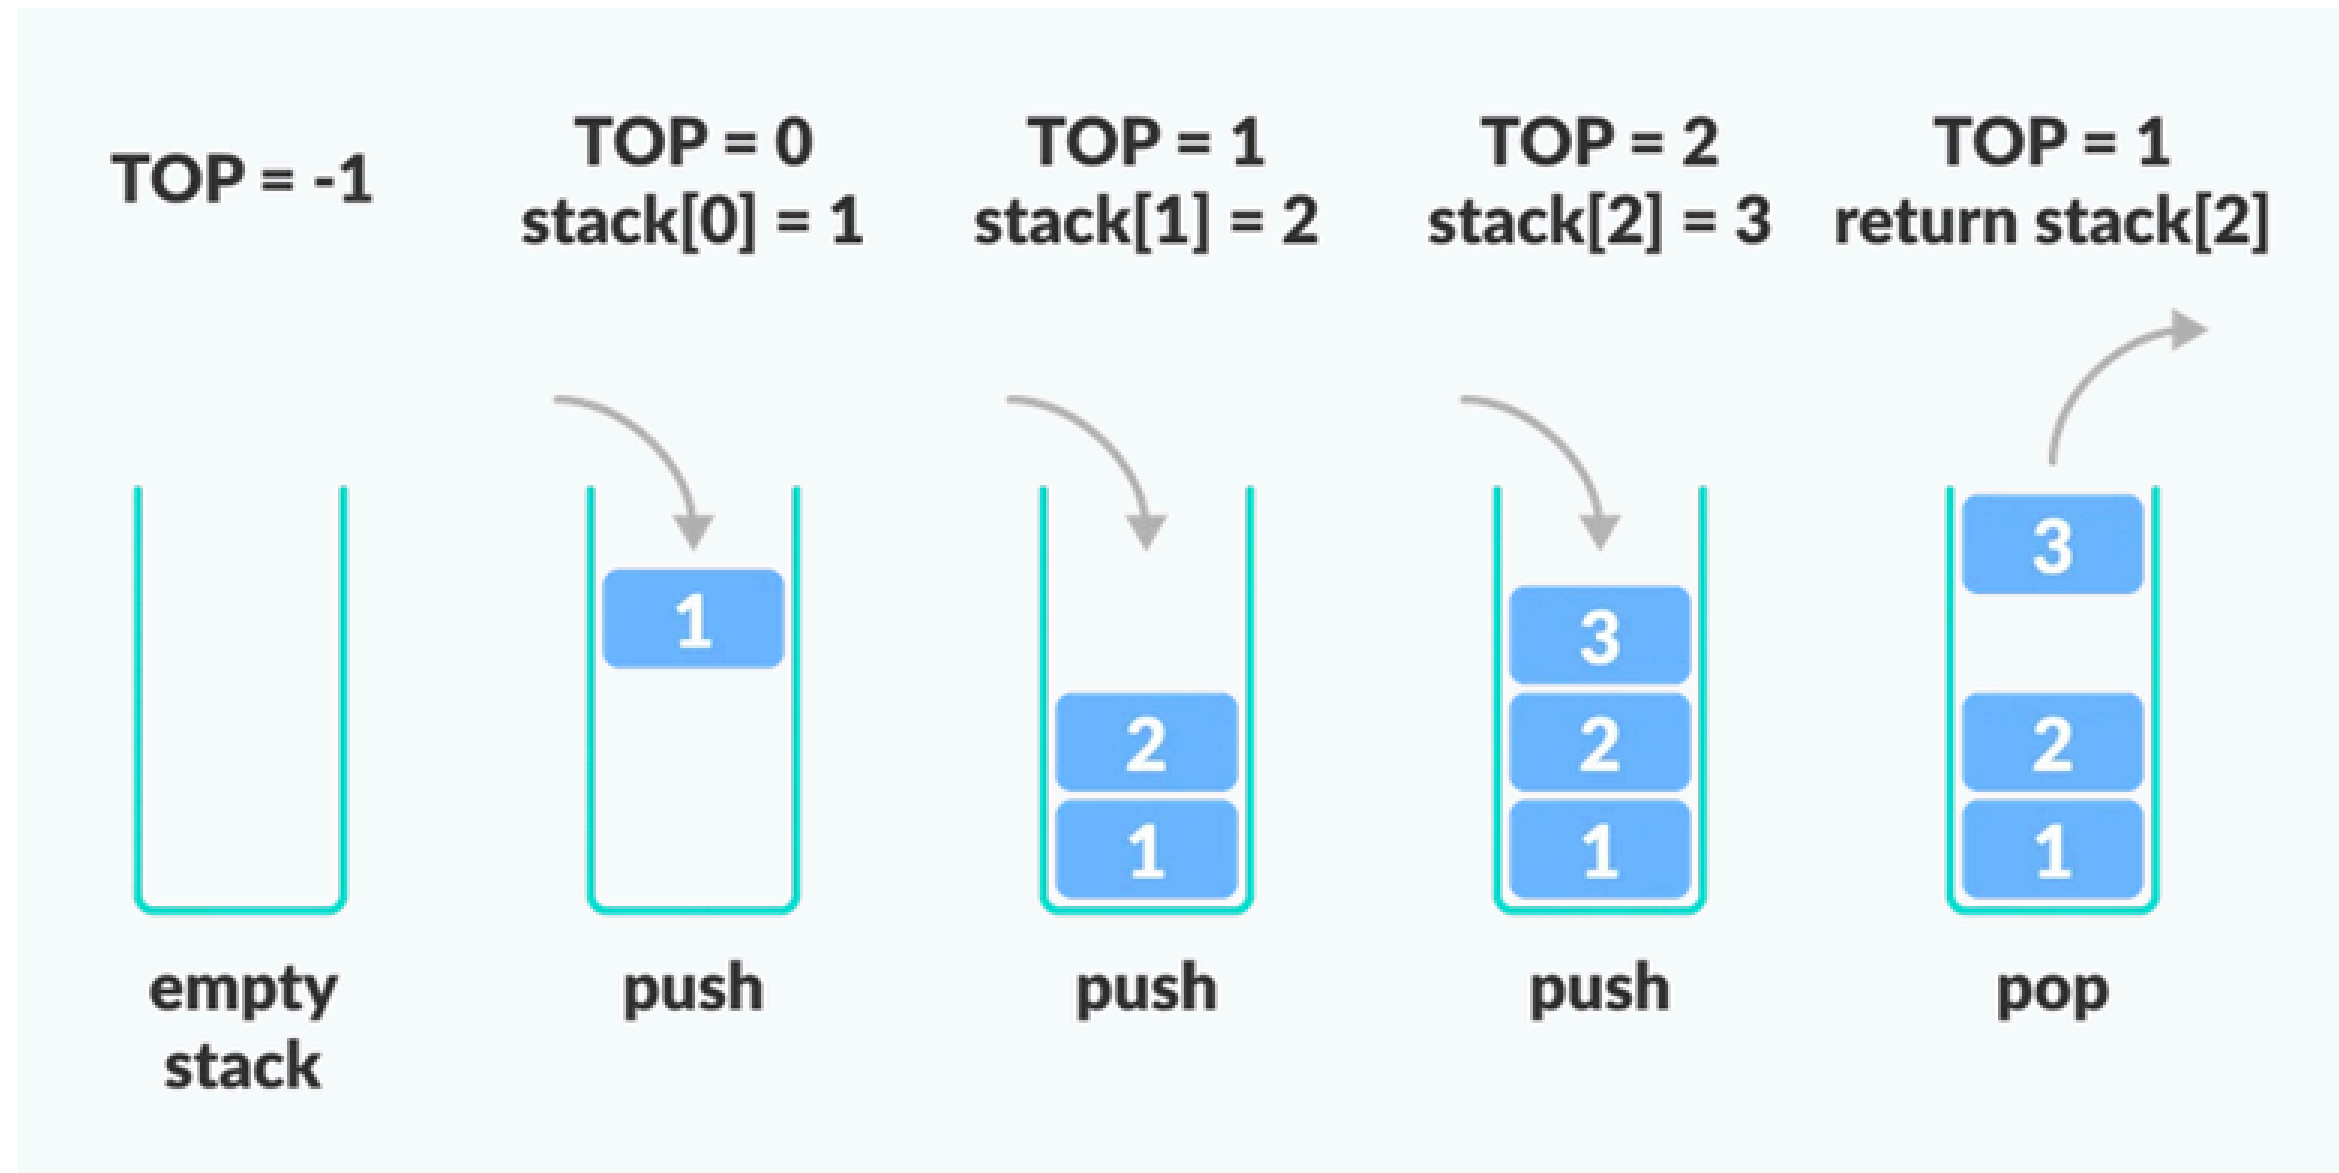 TOP = -1
TOP = 0
stack[0] = 1
TOP = 1
stack[1] = 2
TOP = 2
stack[2] = 3
TOP = 1
return stack[2]
1
2
1
3
2
1
3
2
1
empty
stack
push
push
push
pop